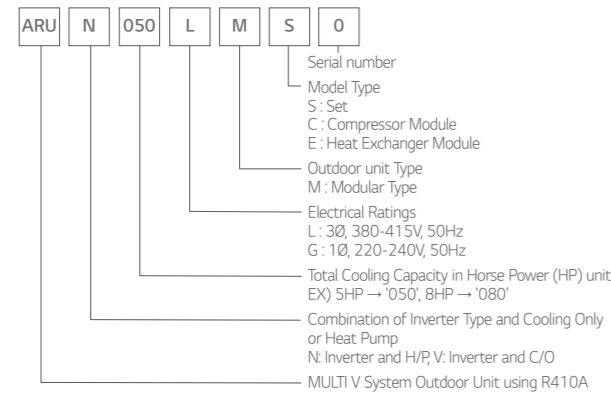 ARU N 050 L M S 0
Serial number
Model Type
S : Set
C : Compressor Module
E : Heat Exchanger Module
Outdoor unit Type
M : Modular Type
Electrical Ratings
L : 3Ø, 380-415V, 50Hz
G : 1Ø, 220-240V, 50Hz
Total Cooling Capacity in Horse Power (HP) unit
EX) 5HP → '050', 8HP → '080'
Combination of Inverter Type and Cooling Only
or Heat Pump
N: Inverter and H/P, V: Inverter and C/O
MULTI V System Outdoor Unit using R410A